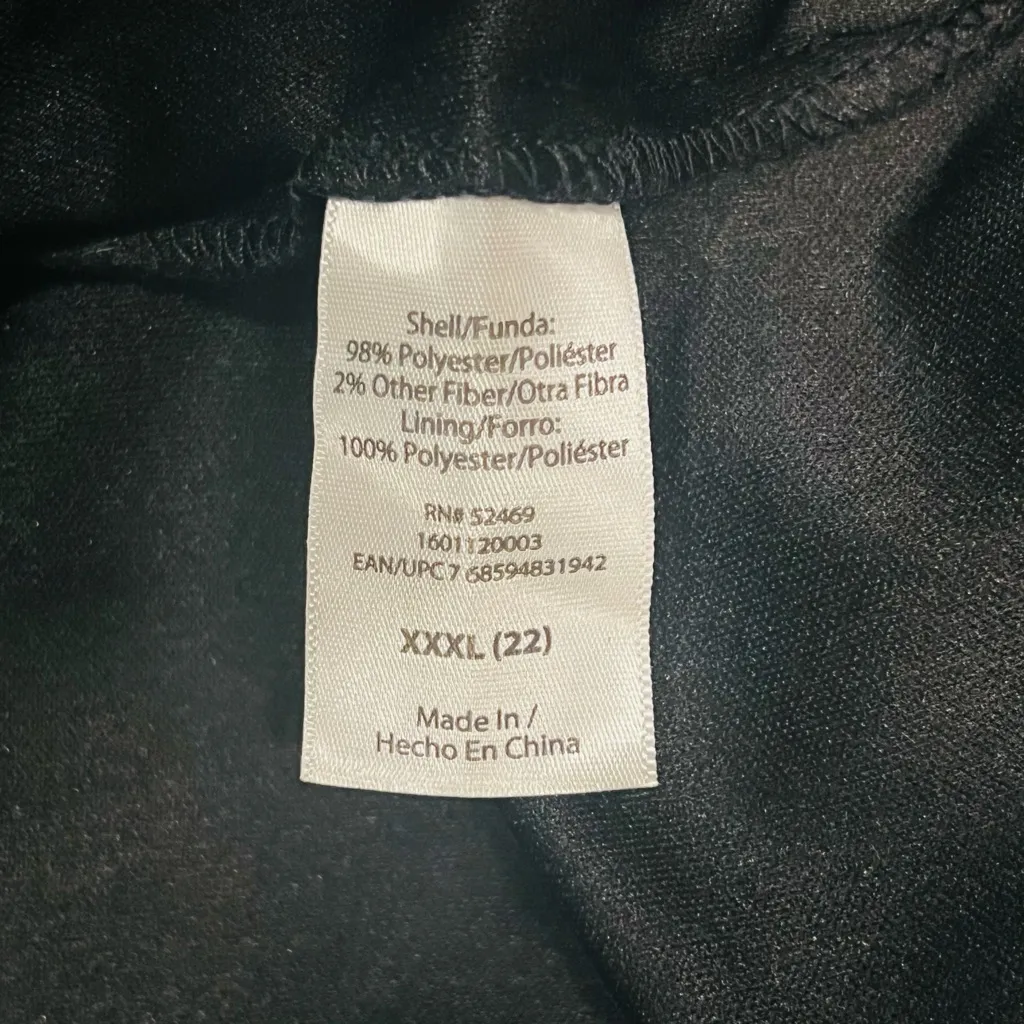 Shell/Funda:
98% Polyester/Poliéster
2% Other Fiber/Otra Fibra
Lining/Forro:
100% Polyester/Poliéster
RN# 52469
1601120003
EAN/UPC 7 68594831942
XXXL (22)
Made In /
Hecho En China